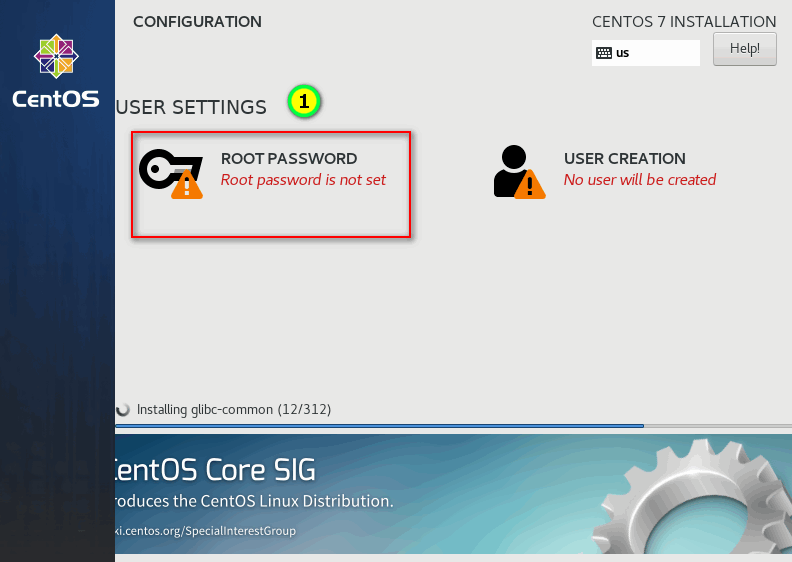 CONFIGURATION
CENTOS 7 INSTALLATION
us
Help!
CentOS
USER SETTINGS
1
ROOT PASSWORD
Root password is not set
USER CREATION
No user will be created
Installing glibc-common (12/312)
CentOS Core SIG
roduces the CentOS Linux Distribution.
ki.centos.org/SpecialInterestGroup